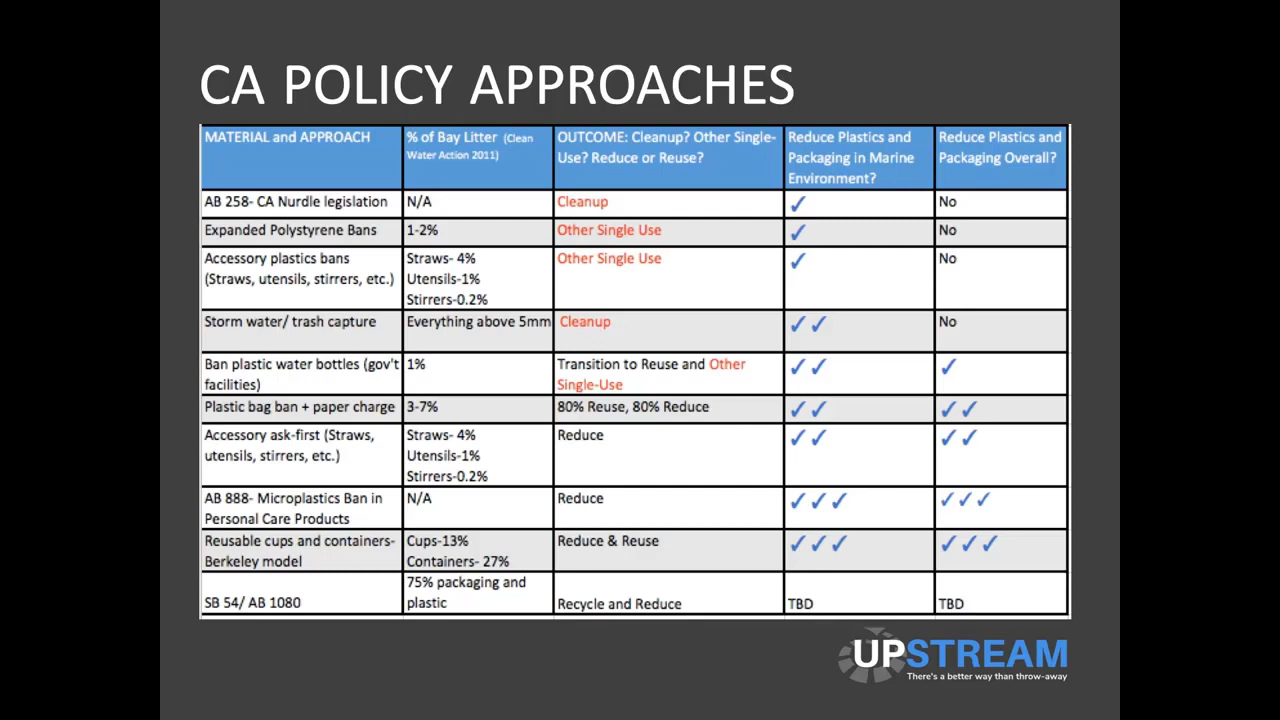 CA POLICY APPROACHES
MATERIAL and APPROACH
% of Bay Litter (Clean
Water Action 2011)
OUTCOME: Cleanup? Other Single-
Use? Reduce or Reuse?
Reduce Plastics and
Packaging in Marine
Environment?
Reduce Plastics and
Packaging Overall?
AB 258- CA Nurdle legislation
N/A
Cleanup
✓
No
Expanded Polystyrene Bans
1-2%
Other Single Use
✓
No
Accessory plastics bans
(Straws, utensils, stirrers, etc.)
Straws- 4%
Utensils-1%
Stirrers-0.2%
Other Single Use
✓
No
Storm water/ trash capture
Everything above 5mm
Cleanup
✓✓
No
Ban plastic water bottles (gov't
facilities)
1%
Transition to Reuse and Other
Single-Use
✓✓
✓
Plastic bag ban + paper charge
3-7%
80% Reuse, 80% Reduce
✓✓
✓✓
Accessory ask-first (Straws,
utensils, stirrers, etc.)
Straws- 4%
Utensils-1%
Stirrers-0.2%
Reduce
✓✓
✓✓
AB 888- Microplastics Ban in
Personal Care Products
N/A
Reduce
✓✓✓
✓✓✓
Reusable cups and containers-
Berkeley model
Cups-13%
Containers- 27%
Reduce & Reuse
✓✓✓
✓✓✓
SB 54/ AB 1080
75% packaging and
plastic
Recycle and Reduce
TBD
TBD
UPSTREAM
There's a better way than throw-away